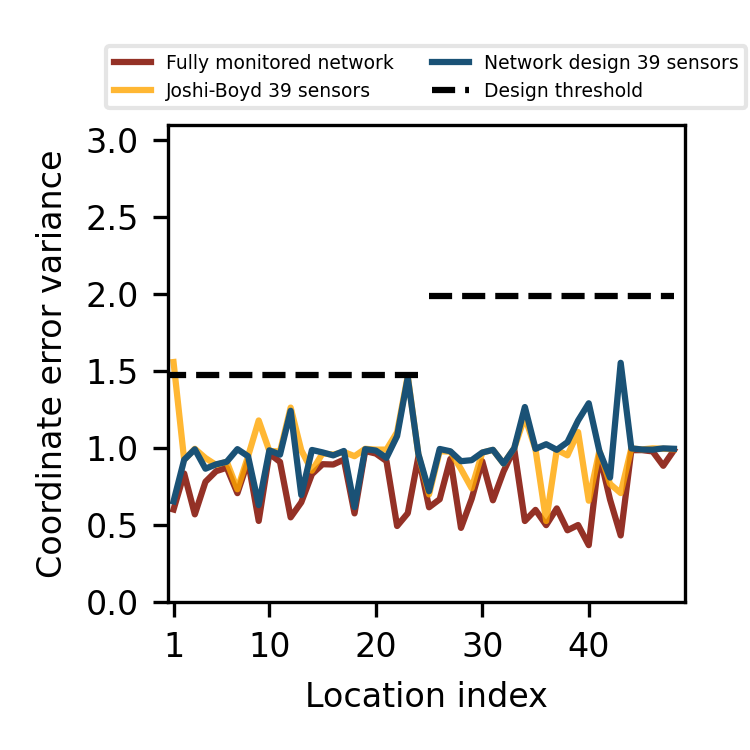 Fully monitored network
Network design 39 sensors
Joshi-Boyd 39 sensors
Design threshold
3.0
2.5
2.0
1.5
1.0
0.5
0.0
Coordinate error variance
1 10 20 30 40
Location index